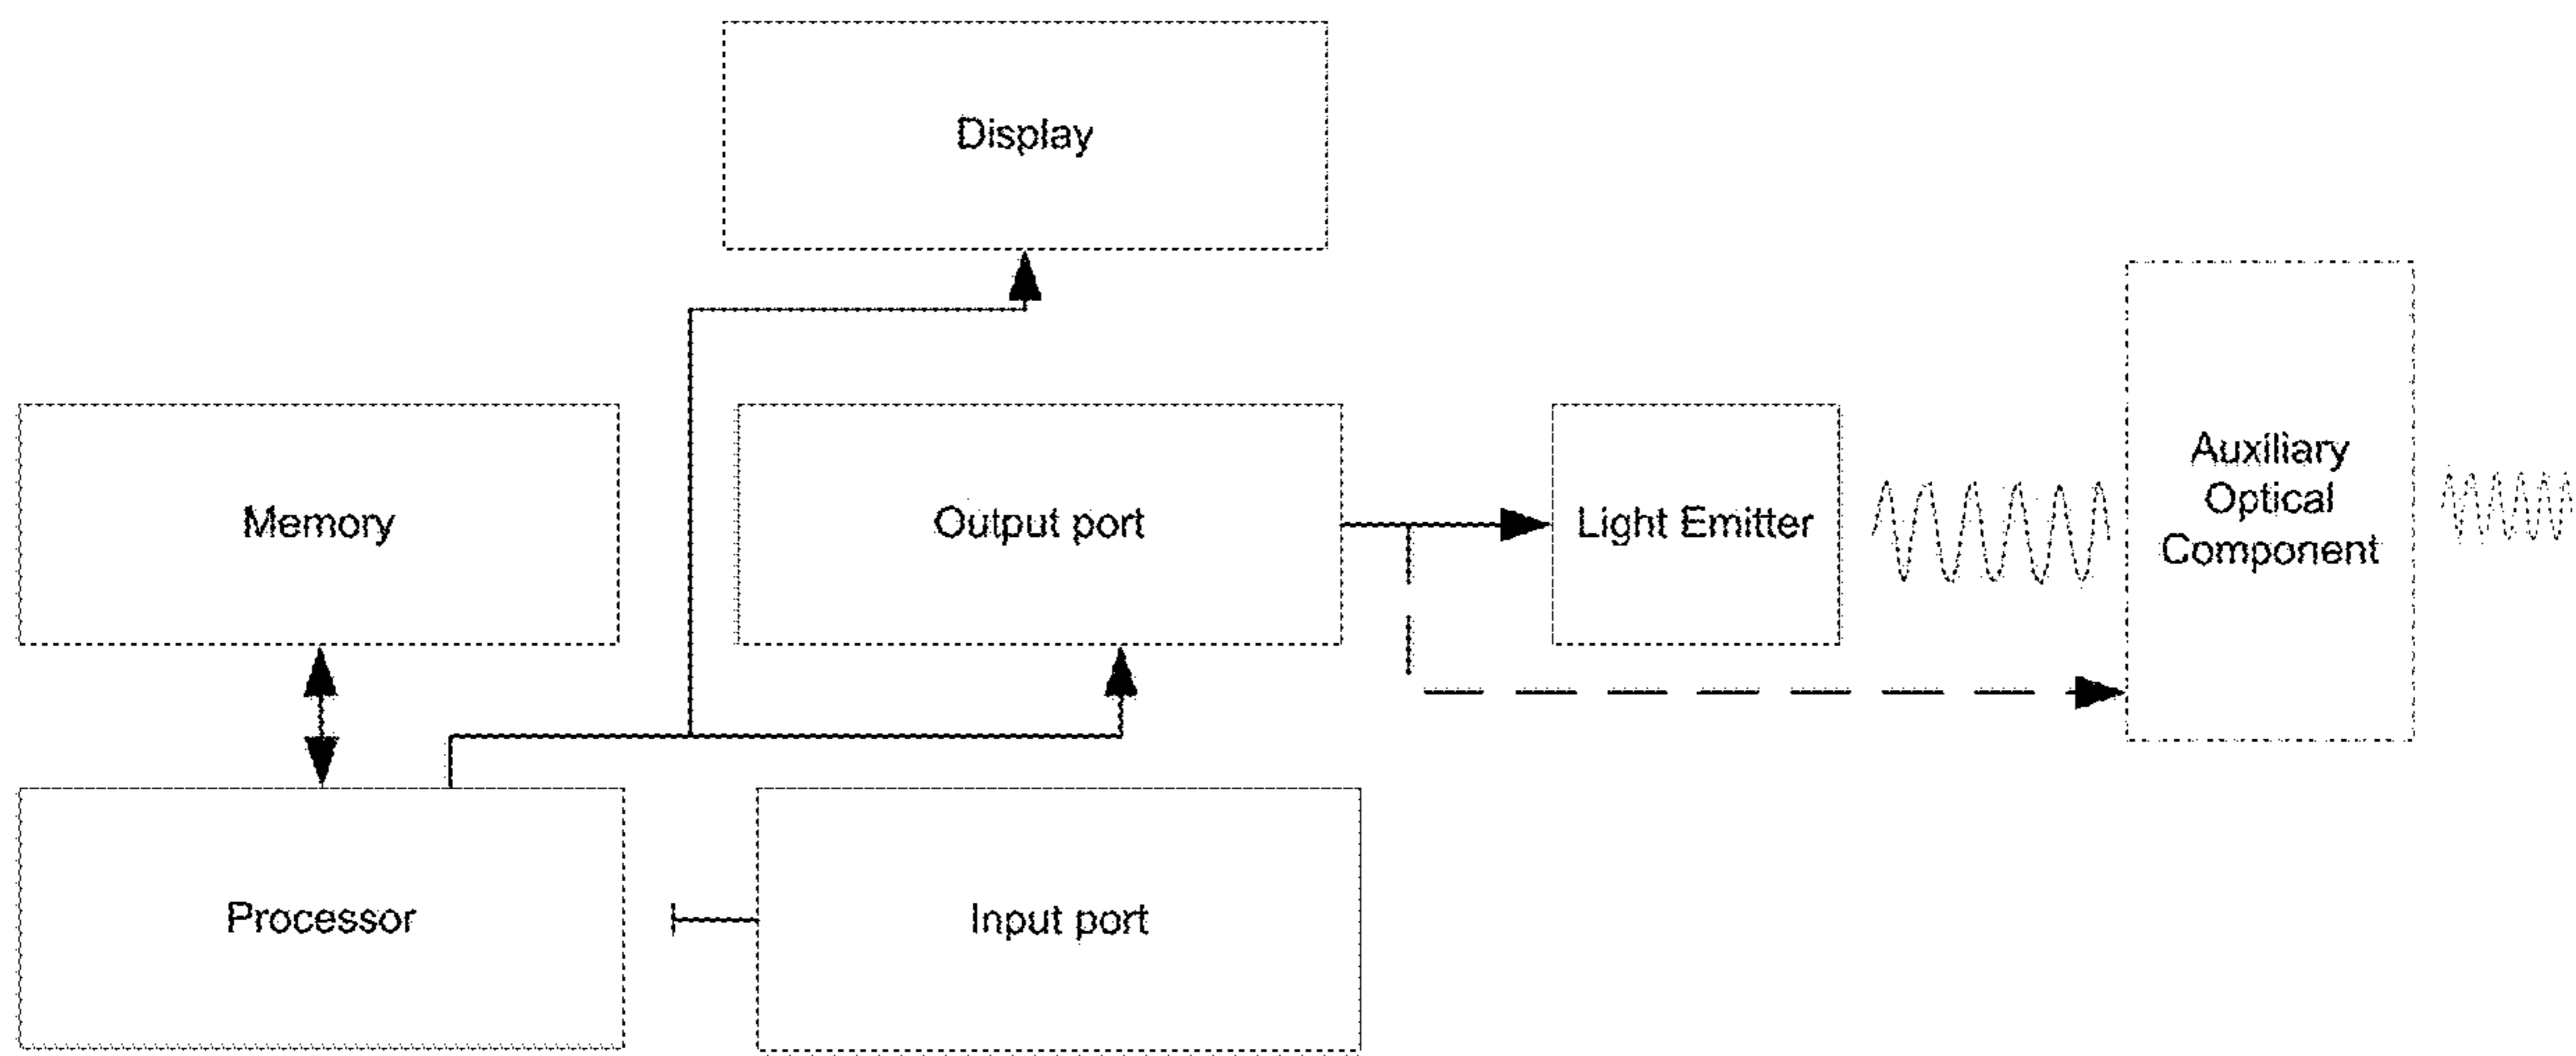 Display
Memory
Output port
Light Emitter
Auxiliary
Optical
Component
Processor
Input port